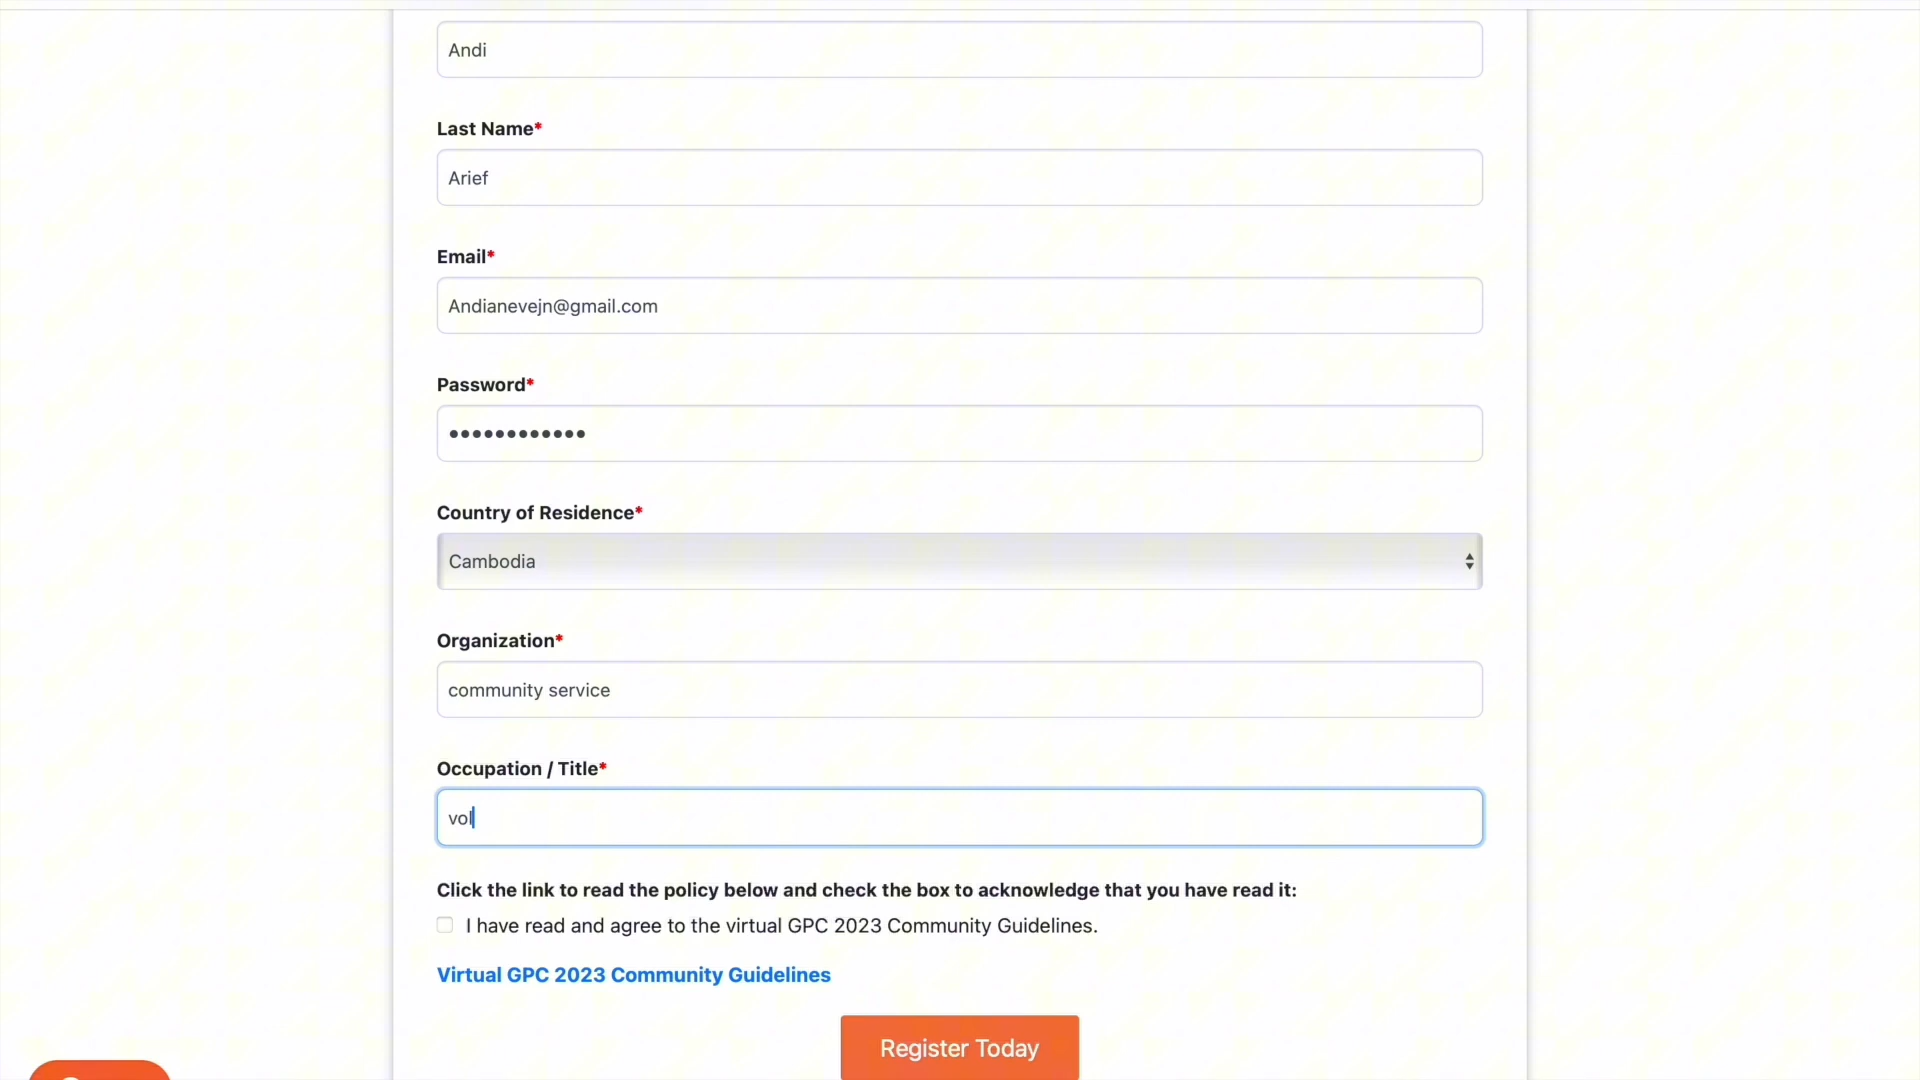 Andi
Last Name*
Arief
Email*
Andianevejn@gmail.com
Password*
••••••••••••
Country of Residence*
Cambodia
Organization*
community service
Occupation / Title*
vol
Click the link to read the policy below and check the box to acknowledge that you have read it:
I have read and agree to the virtual GPC 2023 Community Guidelines.
Virtual GPC 2023 Community Guidelines
Register Today